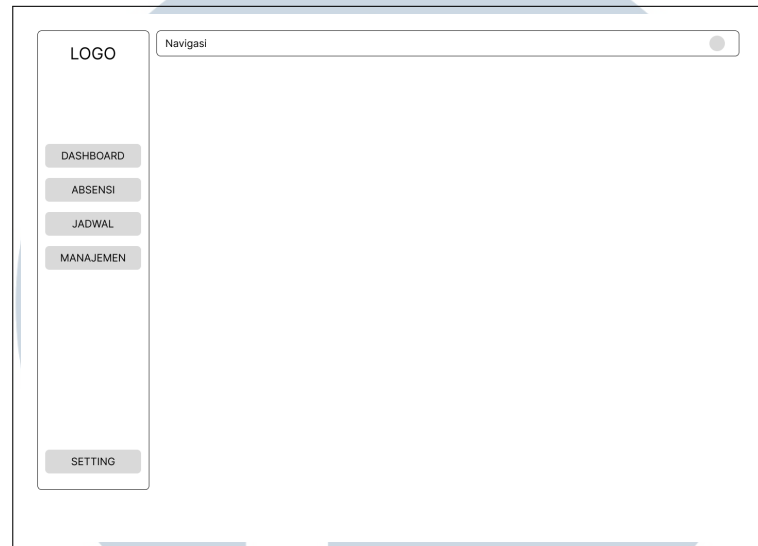 LOGO
Navigasi
DASHBOARD
ABSENSI
JADWAL
MANAJEMEN
SETTING